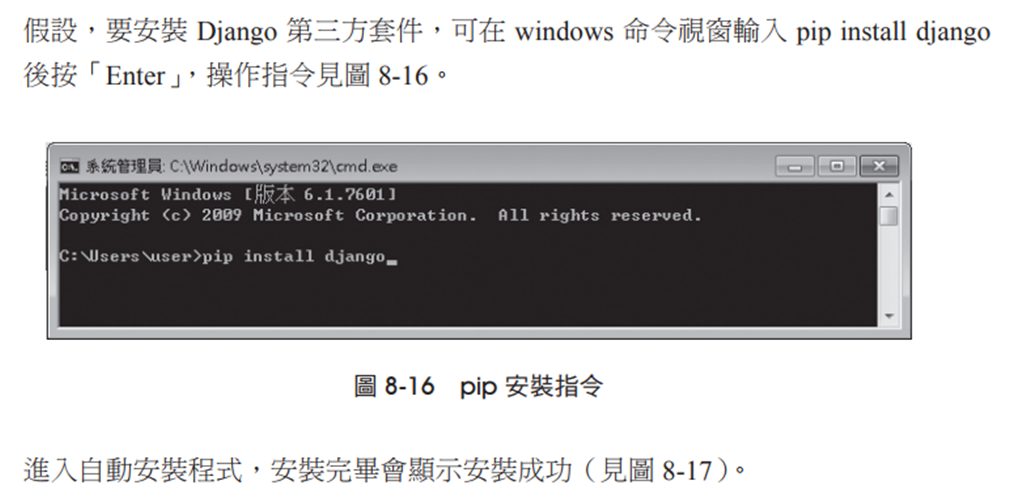 假設，要安裝 Django 第三方套件，可在 windows 命令視窗輸入 pip install django
後按「Enter」，操作指令見圖 8-16。
系統管理員: C:\Windows\system32\cmd.exe
Microsoft Windows [版本 6.1.7601]
Copyright (c) 2009 Microsoft Corporation.  All rights reserved.
C:\Users\user>pip install django_
圖 8-16　pip 安裝指令
進入自動安裝程式，安裝完畢會顯示安裝成功（見圖 8-17）。